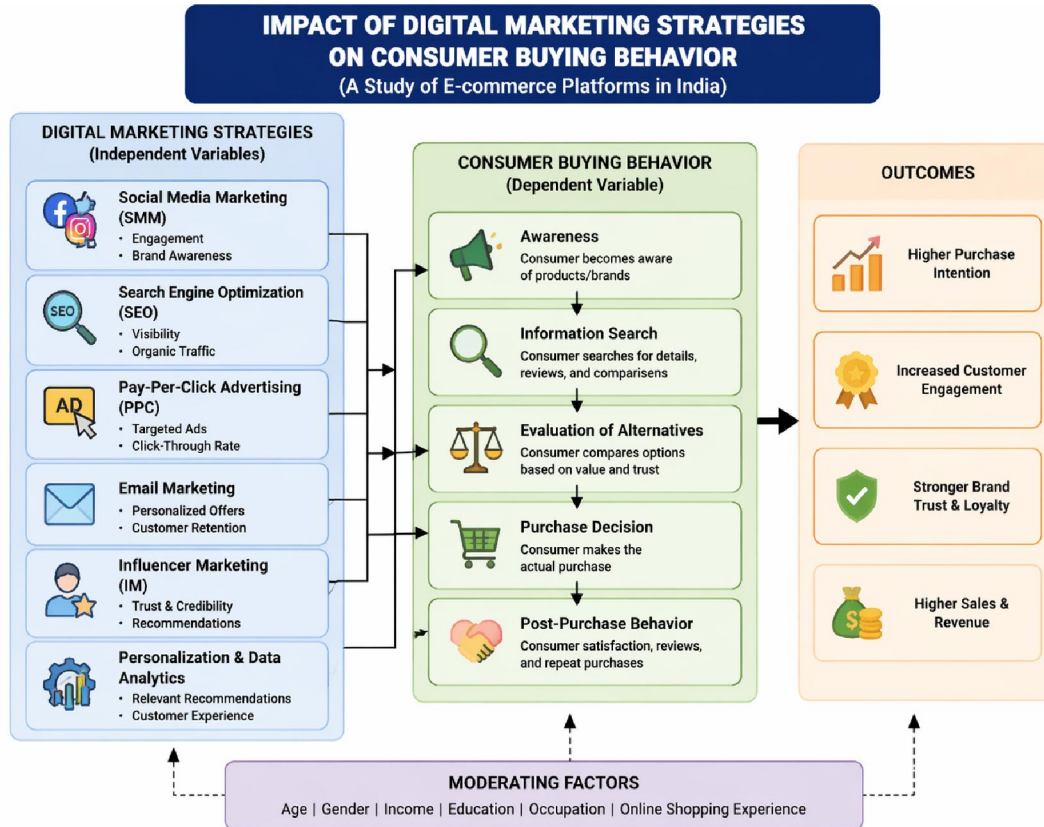 IMPACT OF DIGITAL MARKETING STRATEGIES
ON CONSUMER BUYING BEHAVIOR
(A Study of E-commerce Platforms in India)
DIGITAL MARKETING STRATEGIES
(Independent Variables)
Social Media Marketing
(SMM)
• Engagement
• Brand Awareness
SEO
Search Engine Optimization
(SEO)
• Visibility
• Organic Traffic
AD
Pay-Per-Click Advertising
(PPC)
• Targeted Ads
• Click-Through Rate
Email Marketing
• Personalized Offers
• Customer Retention
Influencer Marketing
(IM)
• Trust & Credibility
• Recommendations
Personalization & Data
Analytics
• Relevant Recommendations
• Customer Experience
CONSUMER BUYING BEHAVIOR
(Dependent Variable)
Awareness
Consumer becomes aware
of products/brands
Information Search
Consumer searches for details,
reviews, and comparisens
Evaluation of Alternatives
Consumer compares options
based on value and trust
Purchase Decision
Consumer makes the
actual purchase
Post-Purchase Behavior
Consumer satisfaction, reviews,
and repeat purchases
OUTCOMES
Higher Purchase
Intention
Increased Customer
Engagement
Stronger Brand
Trust & Loyalty
$
Higher Sales &
Revenue
MODERATING FACTORS
Age | Gender | Income | Education | Occupation | Online Shopping Experience